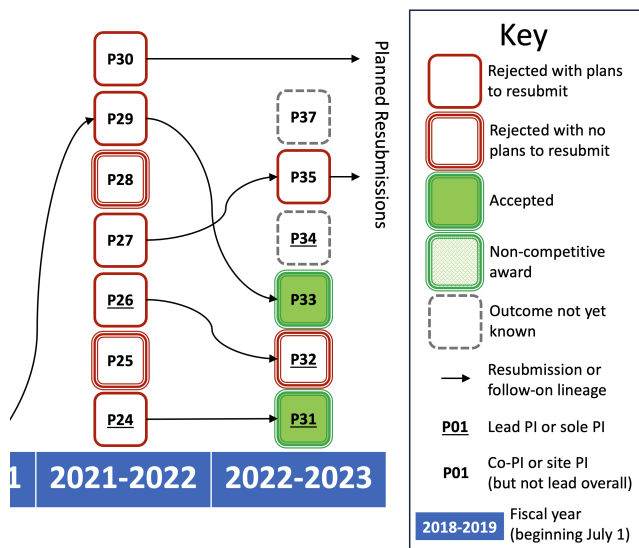 P30
P29
P28
P27
P26
P25
P24
P37
P35
P34
P33
P32
P31
Planned Resubmissions
1
2021-2022
2022-2023
Key
Rejected with plans
to resubmit
Rejected with no
plans to resubmit
Accepted
Non-competitive
award
Outcome not yet
known
Resubmission or
follow-on lineage
P01
Lead PI or sole PI
P01
Co-PI or site PI
(but not lead overall)
2018-2019
Fiscal year
(beginning July 1)